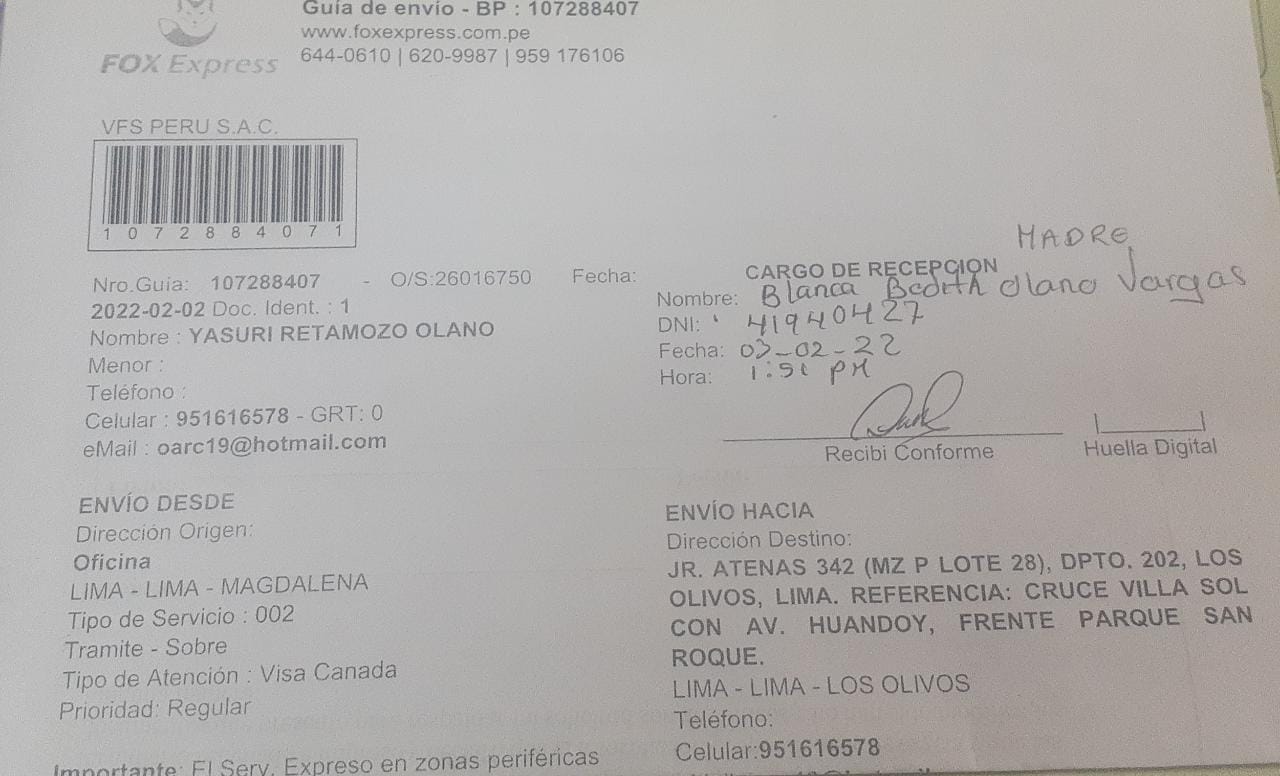 Guía de envío - BP : 107288407
www.foxexpress.com.pe
644-0610 | 620-9987 | 959 176106
FOX Express
VFS PERU S.A.C.
1 0 7 2 8 8 4 0 7 1
Nro.Guia: 107288407 - O/S:26016750 Fecha:
2022-02-02 Doc. Ident. : 1
Nombre : YASURI RETAMOZO OLANO
Menor :
Teléfono :
Celular : 951616578 - GRT: 0
eMail : oarc19@hotmail.com
MADRE
CARGO DE RECEPCION
Nombre: Blanca Olano Vargas
DNI: 41940427
Fecha: 03-02-22
Hora: PM
Recibi Conforme
Huella Digital
ENVÍO DESDE
Dirección Origen:
Oficina
LIMA - LIMA - MAGDALENA
Tipo de Servicio : 002
Tramite - Sobre
Tipo de Atención : Visa Canada
Prioridad: Regular
ENVÍO HACIA
Dirección Destino:
JR. ATENAS 342 (MZ P LOTE 28), DPTO. 202, LOS
OLIVOS, LIMA. REFERENCIA: CRUCE VILLA SOL
CON AV. HUANDOY, FRENTE PARQUE SAN
ROQUE.
LIMA - LIMA - LOS OLIVOS
Teléfono:
Celular:951616578
Importante: El Serv. Expreso en zonas periféricas